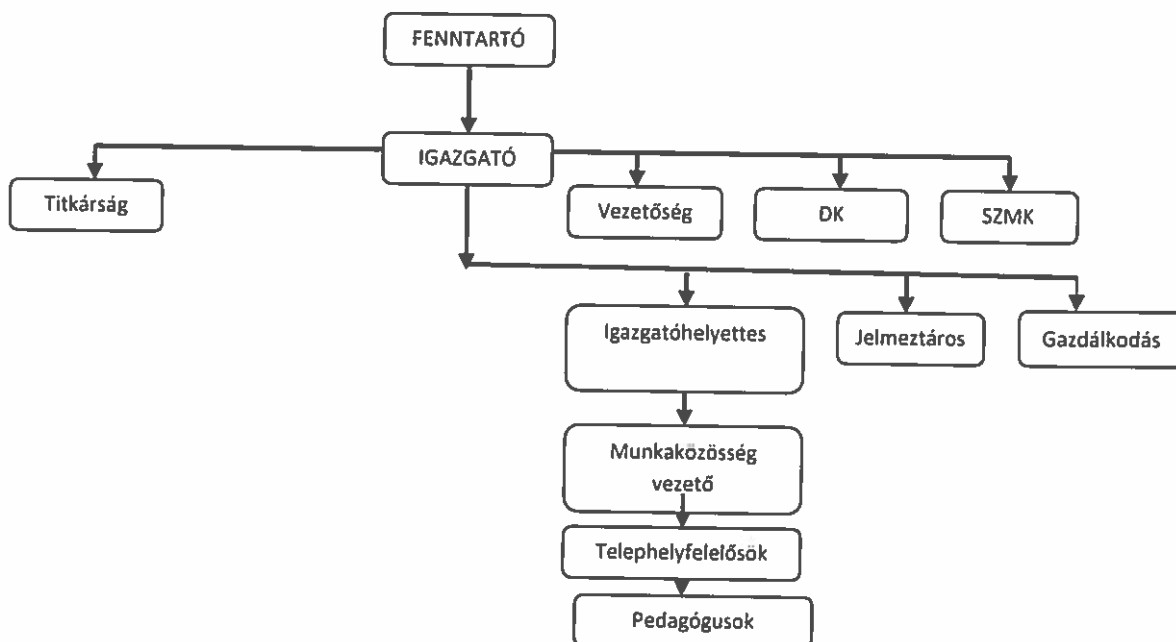 FENNTARTÓ
IGAZGATÓ
Titkárság
Vezetőség
DK
SZMK
Igazgatóhelyettes
Jelmeztáros
Gazdálkodás
Munkaközösség
vezető
Telephelyfelelősök
Pedagógusok